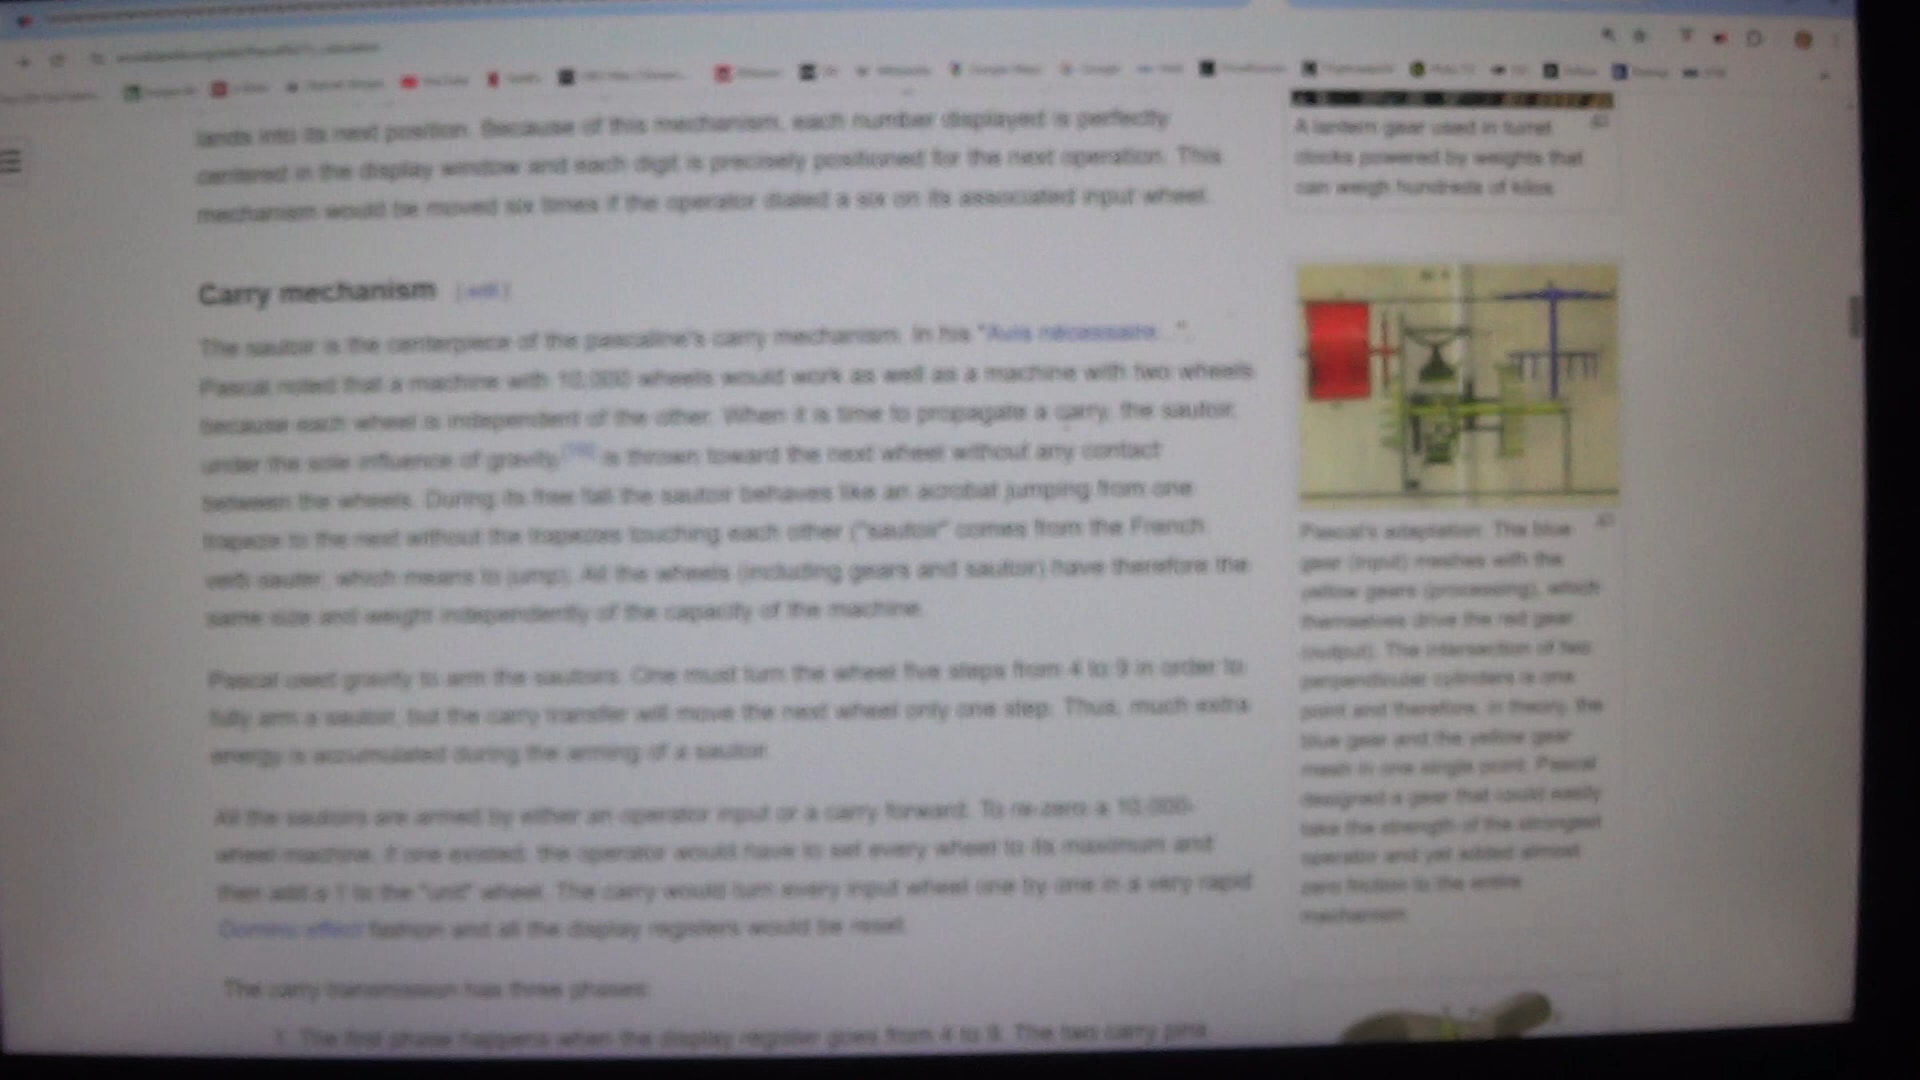 lands into its next position. Because of this mechanism, each number displayed is perfectly
centered in the display window and each digit is precisely positioned for the next operation. This
mechanism would be moved six times if the operator dialed a six on its associated input wheel.
Carry mechanism [edit]
The sautoir is the centerpiece of the pascaline's carry mechanism. In his "Avis nécessaire...",
Pascal noted that a machine with 10,000 wheels would work as well as a machine with two wheels
because each wheel is independent of the other. When it is time to propagate a carry, the sautoir,
under the sole influence of gravity, is thrown toward the next wheel without any contact
between the wheels. During its free fall the sautoir behaves like an acrobat jumping from one
trapeze to the next without the trapezes touching each other ("sautoir" comes from the French
verb sauter, which means to jump). All the wheels (including gears and sautoir) have therefore the
same size and weight independently of the capacity of the machine.
Pascal used gravity to arm the sautoirs. One must turn the wheel five steps from 4 to 9 in order to
fully arm a sautoir, but the carry transfer will move the next wheel only one step. Thus, much extra
energy is accumulated during the arming of a sautoir.
All the sautoirs are armed by either an operator input or a carry forward. To re-zero a 10,000-
wheel machine, if one existed, the operator would have to set every wheel to its maximum and
then add a 1 to the "unit" wheel. The carry would turn every input wheel one by one in a very rapid
Domino effect fashion and all the display registers would be reset.
The carry transmission has three phases:
1. The first phase happens when the display register goes from 4 to 9. The two carry pins
A lantern gear used in turret
clocks powered by weights that
can weigh hundreds of kilos
Pascal's adaptation. The blue
gear (input) meshes with the
yellow gears (processing), which
themselves drive the red gear
(output). The intersection of two
perpendicular cylinders is one
point and therefore, in theory, the
blue gear and the yellow gear
mesh in one single point. Pascal
designed a gear that could easily
take the strength of the strongest
operator and yet added almost
zero friction to the entire
mechanism.